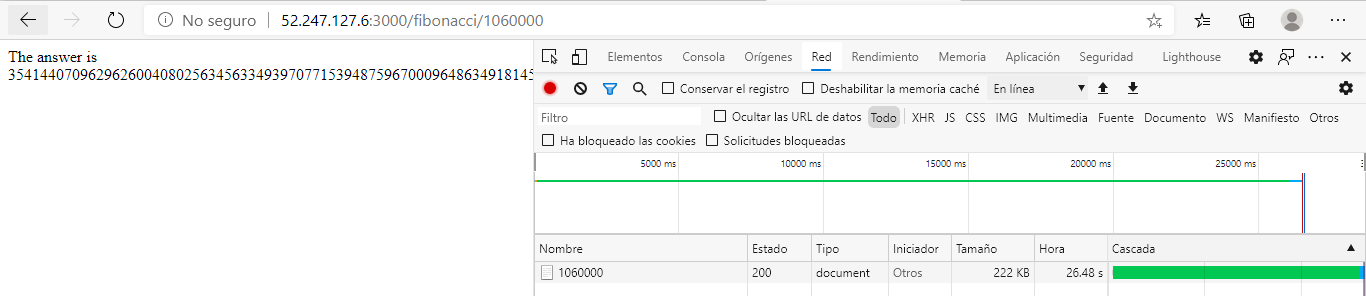 No seguro | 52.247.127.6:3000/fibonacci/1060000
The answer is
354144070962962600408025634563349397077153948759670009648634918145
Elementos Consola Orígenes Red Rendimiento Memoria Aplicación Seguridad Lighthouse
Conservar el registro Deshabilitar la memoria caché En línea
Filtro Ocultar las URL de datos Todo XHR JS CSS IMG Multimedia Fuente Documento WS Manifiesto Otros
Ha bloqueado las cookies Solicitudes bloqueadas
5000 ms 10000 ms 15000 ms 20000 ms 25000 ms
Nombre Estado Tipo Iniciador Tamaño Hora Cascada
1060000 200 document Otros 222 KB 26.48 s